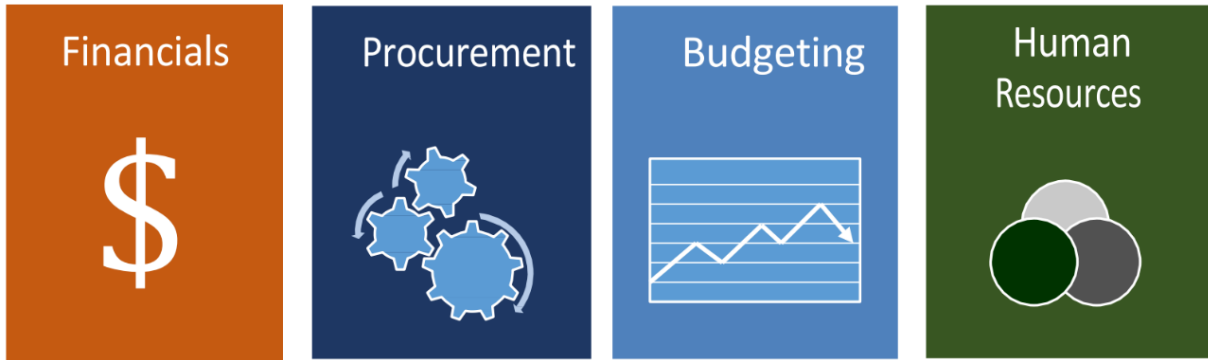 Financials
$
Procurement
Budgeting
Human
Resources